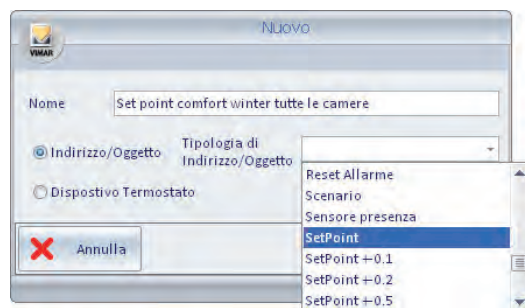 Nuovo
VIMAR
Nome
Set point comfort winter tutte le camere
Indirizzo/Oggetto
Tipologia di
Indirizzo/Oggetto
Dispostivo Termostato
Reset Allarme
Scenario
Sensore presenza
SetPoint
SetPoint +-0.1
SetPoint +-0.2
SetPoint +-0.5
Annulla